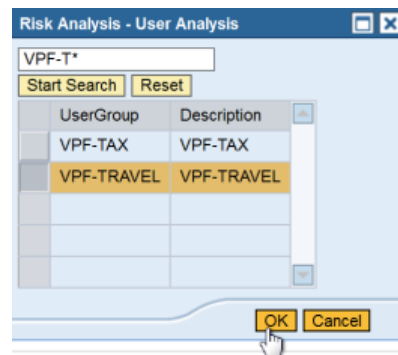 Risk Analysis - User Analysis
VPF-T*
Start Search Reset
UserGroup Description
VPF-TAX VPF-TAX
VPF-TRAVEL VPF-TRAVEL
OK Cancel